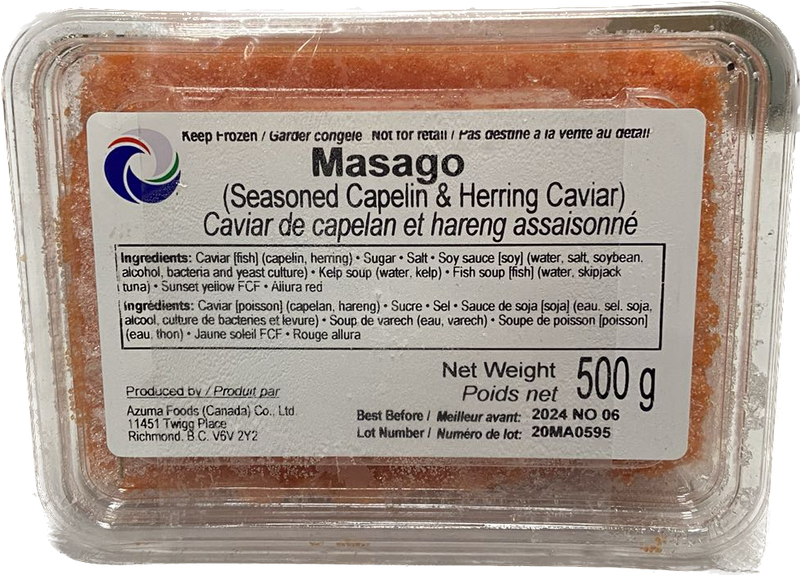 Keep Frozen / Garder congele Not for retail / Pas destine a la vente au detail
Masago
(Seasoned Capelin & Herring Caviar)
Caviar de capelan et hareng assaisonné
Ingredients: Caviar [fish] (capelin, herring) • Sugar • Salt • Soy sauce [soy] (water, salt, soybean,
alcohol, bacteria and yeast culture) • Kelp soup (water, kelp) • Fish soup [fish] (water, skipjack
tuna) • Sunset yellow FCF • Allura red
Ingrédients: Caviar [poisson] (capelan, hareng) • Sucre • Sel • Sauce de soja [soja] (eau, sel, soja,
alcool, culture de bacteries et levure) • Soup de varech (eau, varech) • Soupe de poisson [poisson]
(eau, thon) • Jaune soleil FCF • Rouge allura
Net Weight
Poids net 500 g
Produced by / Produit par
Azuma Foods (Canada) Co., Ltd.
11451 Twigg Place
Richmond, B.C. V6V 2Y2
Best Before / Meilleur avant: 2024 NO 06
Lot Number / Numéro de lot: 20MA0595